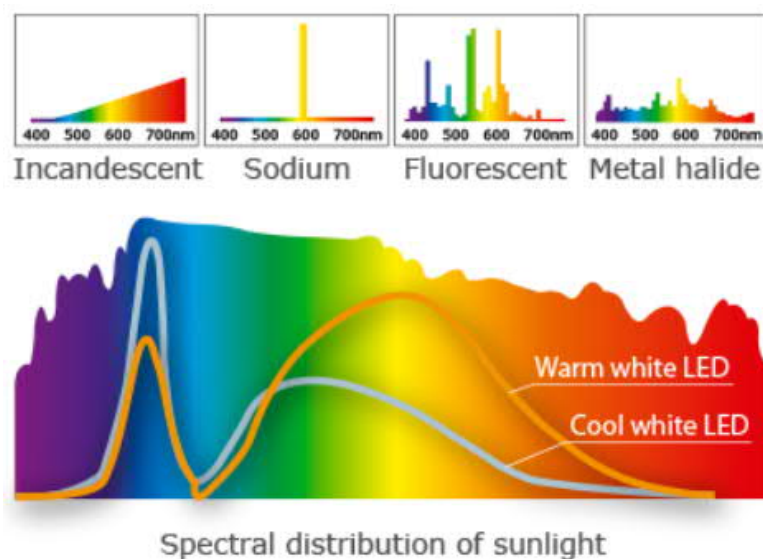 400 500 600 700nm
400 500 600 700nm
400 500 600 700nm
400 500 600 700nm
Incandescent
Sodium
Fluorescent
Metal halide
Warm white LED
Cool white LED
Spectral distribution of sunlight